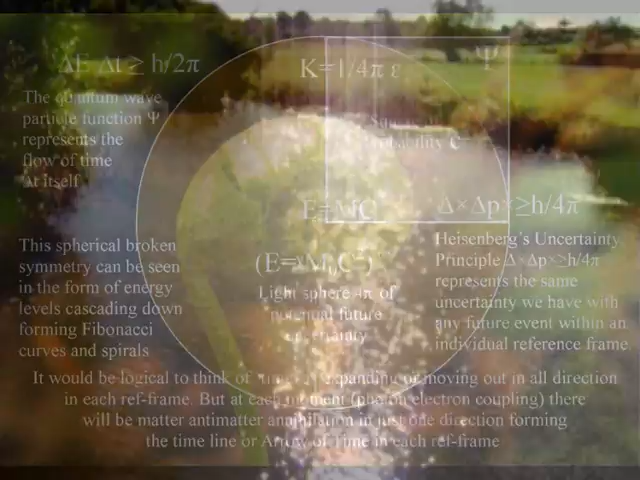 ΔE Δt ≥ h/2π
K=1/4π ε
Ψ
The quantum wave
particle function Ψ
represents the
flow of time
At itself
C
E=MC²
Δ×Δp×≥h/4π
This spherical broken
symmetry can be seen
in the form of energy
levels cascading down
forming Fibonacci
curves and spirals
(E=M C²)
Light sphere 4π of
potential future
uncertainty
Heisenberg's Uncertainty
Principle Δ×Δp×≥h/4π
represents the same
uncertainty we have with
any future event within an
individual reference frame
It would be logical to think of expanding or moving out in all direction
in each ref-frame. But at each moment (photon electron coupling) there
will be matter antimatter annihilation in just one direction forming
the time line or Arrow of Time in each ref-frame